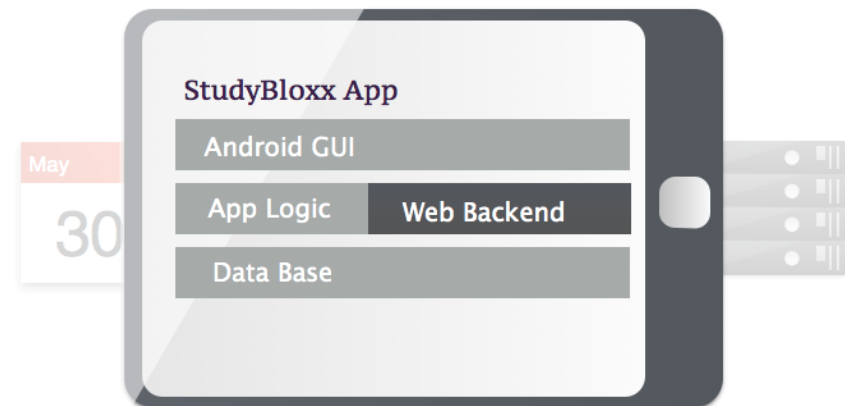 StudyBloxx App
Android GUI
May
App Logic Web Backend
30
Data Base